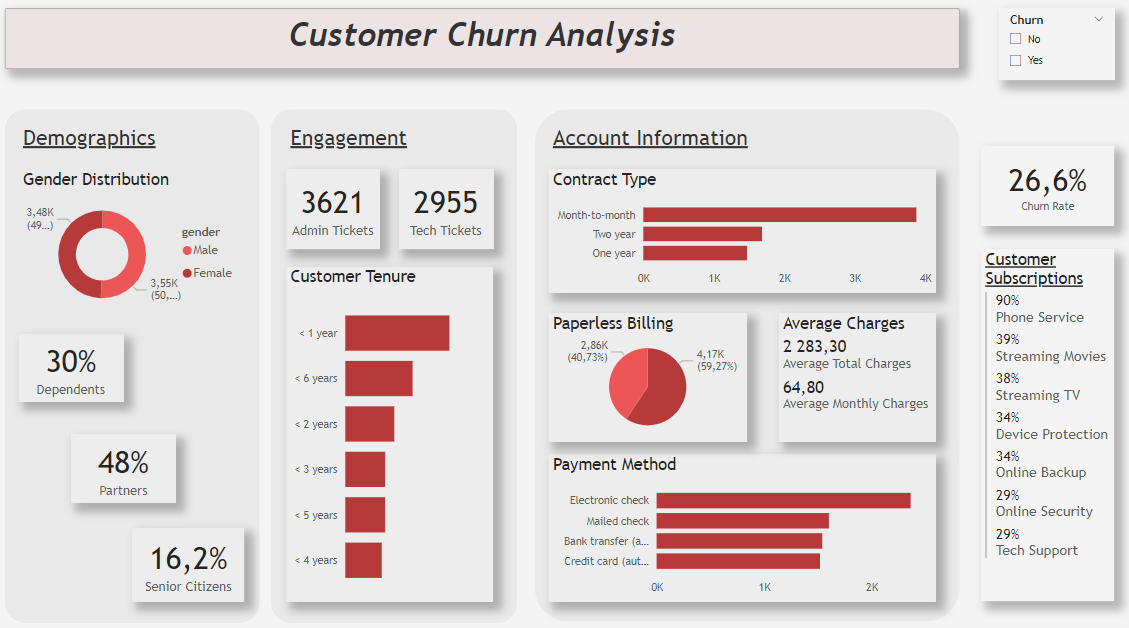 Customer Churn Analysis
Churn
No
Yes
Demographics
Gender Distribution
3,48K
(49...)
gender
Male
Female
3,55K
(50,...)
30%
Dependents
48%
Partners
16,2%
Senior Citizens
Engagement
3621
Admin Tickets
2955
Tech Tickets
Customer Tenure
< 1 year
< 6 years
< 2 years
< 3 years
< 5 years
< 4 years
Account Information
Contract Type
Month-to-month
Two year
One year
0K 1K 2K 3K 4K
Paperless Billing
2,86K
(40,73%)
4,17K
(59,27%)
Average Charges
2 283,30
Average Total Charges
64,80
Average Monthly Charges
Payment Method
Electronic check
Mailed check
Bank transfer (a...
Credit card (aut...
0K 1K 2K
26,6%
Churn Rate
Customer
Subscriptions
90%
Phone Service
39%
Streaming Movies
38%
Streaming TV
34%
Device Protection
34%
Online Backup
29%
Online Security
29%
Tech Support